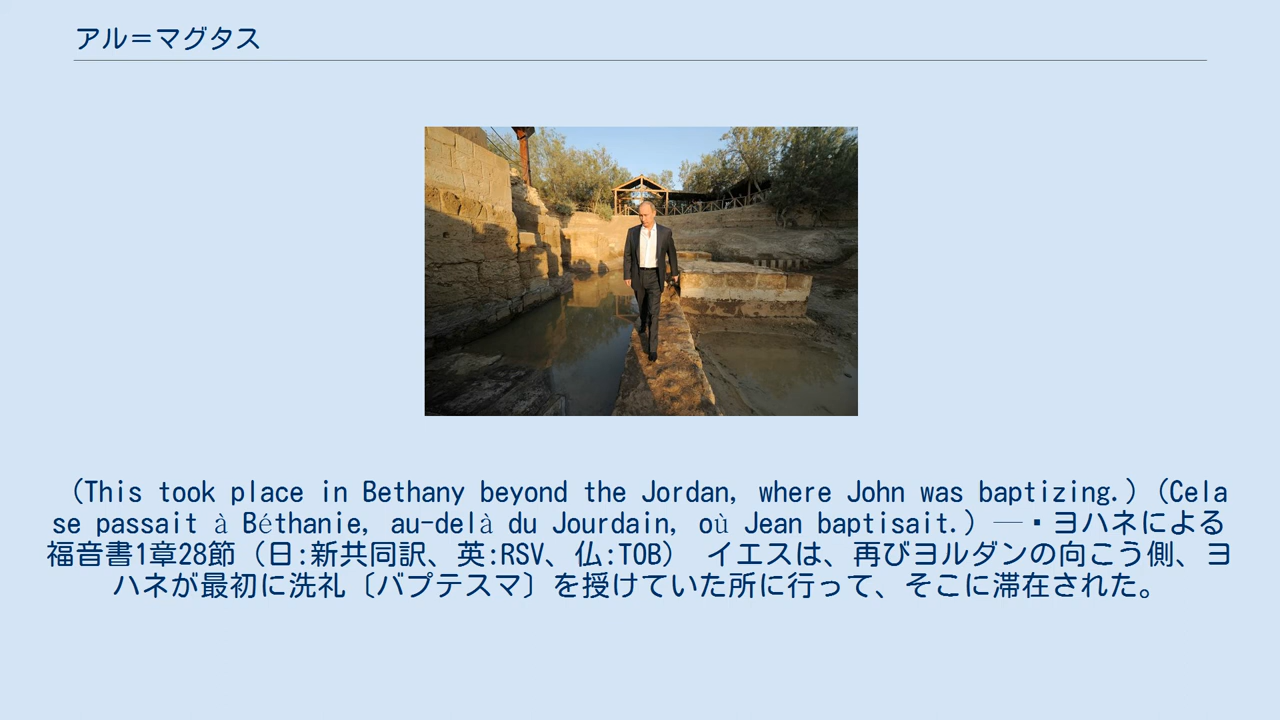 アル＝マグタス
（This took place in Bethany beyond the Jordan, where John was baptizing.）（Cela
se passait à Béthanie, au-delà du Jourdain, où Jean baptisait.）―・ヨハネによる
福音書1章28節（日:新共同訳、英:RSV、仏:TOB） イエスは、再びヨルダンの向こう側、ヨ
ハネが最初に洗礼〔バプテスマ〕を授けていた所に行って、そこに滞在された。